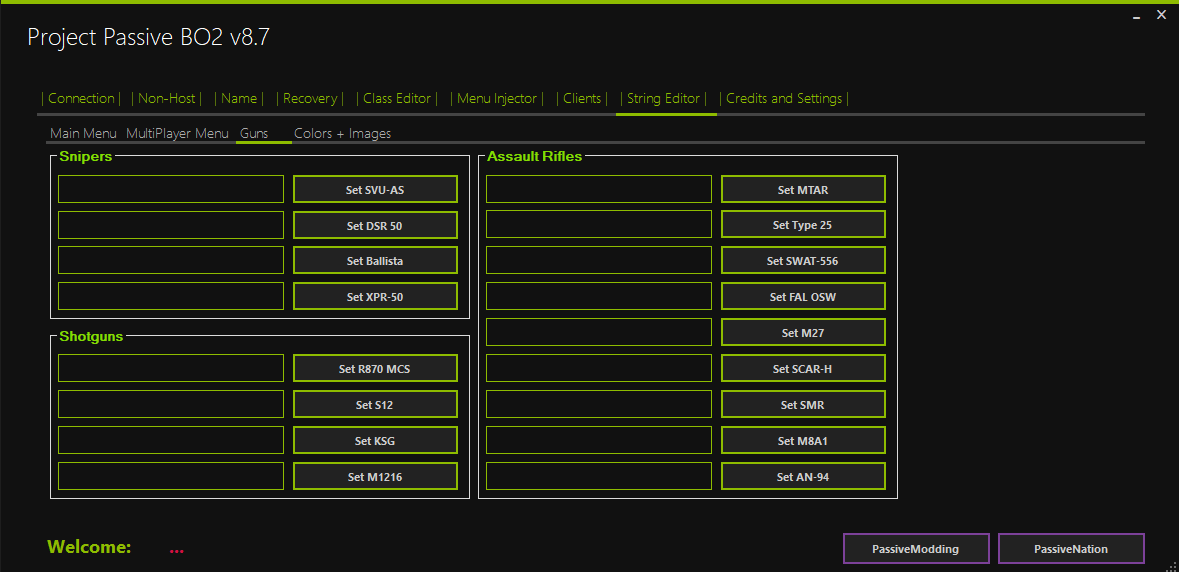 Project Passive BO2 v8.7
| Connection | | Non-Host | | Name | | Recovery | | Class Editor | | Menu Injector | | Clients | | String Editor | | Credits and Settings |
Main Menu MultiPlayer Menu Guns Colors + Images
Snipers
Set SVU-AS
Set DSR 50
Set Ballista
Set XPR-50
Shotguns
Set R870 MCS
Set S12
Set KSG
Set M1216
Assault Rifles
Set MTAR
Set Type 25
Set SWAT-556
Set FAL OSW
Set M27
Set SCAR-H
Set SMR
Set M8A1
Set AN-94
Welcome: ...
PassiveModding
PassiveNation